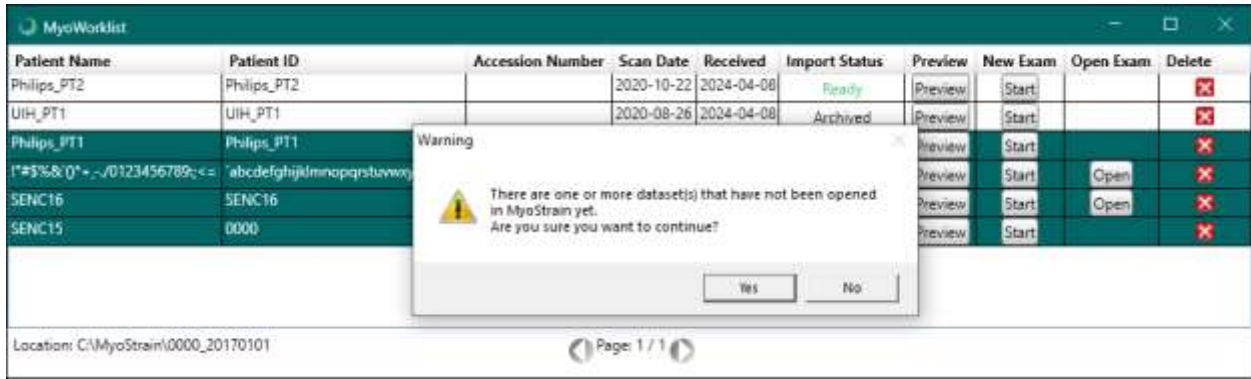 MyoWorklist
Patient Name Patient ID Accession Number Scan Date Received Import Status Preview New Exam Open Exam Delete
Philips_PT2 Philips_PT2 2020-10-22 2024-04-08 Ready Preview Start
UIH_PT1 UIH_PT1 2020-08-26 2024-04-08 Archived Preview Start
Philips_PT1 Philips_PT1 Preview Start
Preview Start Open
SENC16 SENC16 Preview Start Open
SENC15 0000 Preview Start
Warning
There are one or more dataset(s) that have not been opened
in MyoStrain yet.
Are you sure you want to continue?
Yes No
Location: C:\MyoStrain\0000_20170101 Page: 1 / 1